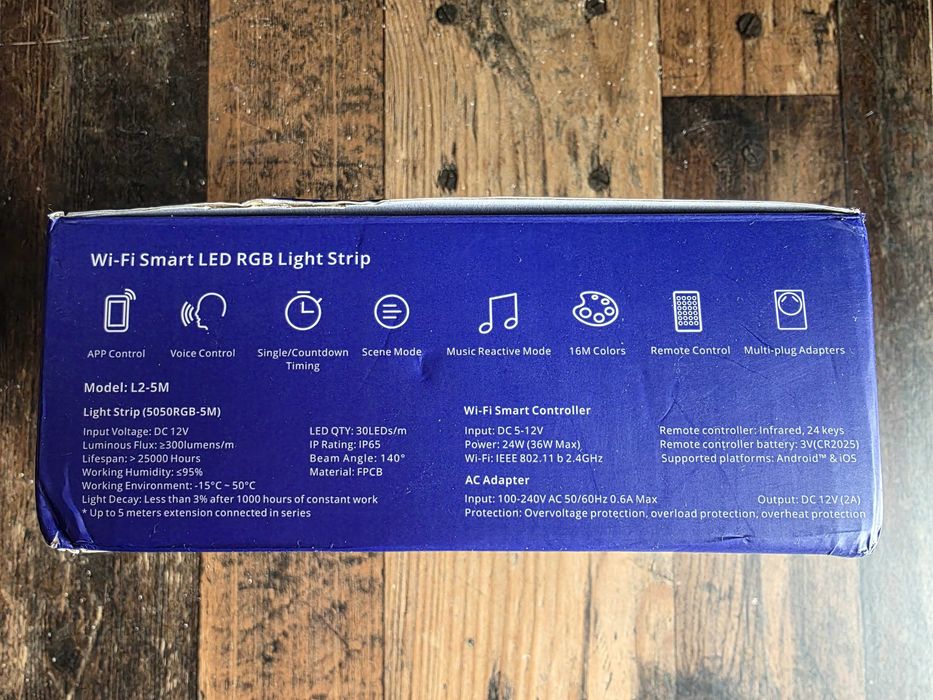 Wi-Fi Smart LED RGB Light Strip
APP Control
Voice Control
Single/Countdown
Timing
Scene Mode
Music Reactive Mode
16M Colors
Remote Control
Multi-plug Adapters
Model: L2-5M
Light Strip (5050RGB-5M)
Input Voltage: DC 12V
Luminous Flux: ≥300lumens/m
Lifespan: > 25000 Hours
Working Humidity: ≤95%
Working Environment: -15°C ~ 50°C
Light Decay: Less than 3% after 1000 hours of constant work
* Up to 5 meters extension connected in series
LED QTY: 30LEDs/m
IP Rating: IP65
Beam Angle: 140°
Material: FPCB
Wi-Fi Smart Controller
Input: DC 5-12V
Power: 24W (36W Max)
Wi-Fi: IEEE 802.11 b 2.4GHz
Remote controller: Infrared, 24 keys
Remote controller battery: 3V(CR2025)
Supported platforms: Android™ & iOS
AC Adapter
Input: 100-240V AC 50/60Hz 0.6A Max
Output: DC 12V (2A)
Protection: Overvoltage protection, overload protection, overheat protection